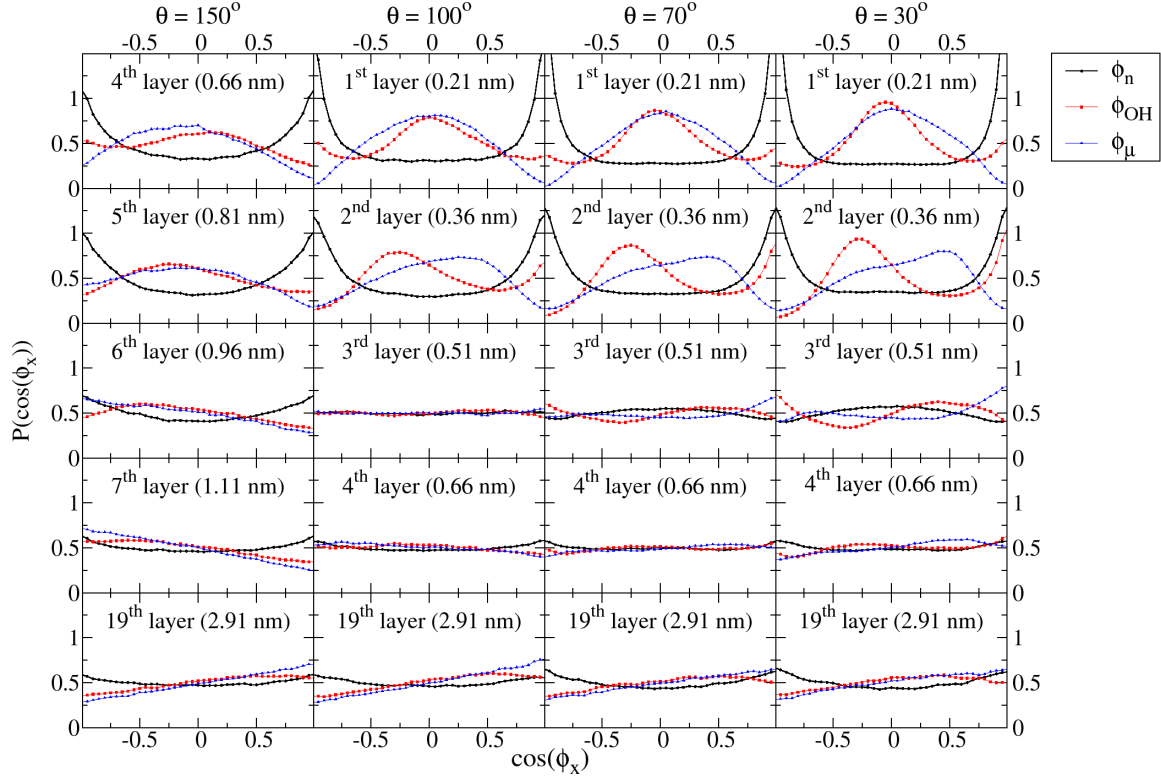 θ = 150° θ = 100° θ = 70° θ = 30°
-0.5 0 0.5 -0.5 0 0.5 -0.5 0 0.5 -0.5 0 0.5
4th layer (0.66 nm) 1st layer (0.21 nm) 1st layer (0.21 nm) 1st layer (0.21 nm)
1 1
0.5 0.5
0 0
5th layer (0.81 nm) 2nd layer (0.36 nm) 2nd layer (0.36 nm) 2nd layer (0.36 nm)
1 1
0.5 0.5
0 0
6th layer (0.96 nm) 3rd layer (0.51 nm) 3rd layer (0.51 nm) 3rd layer (0.51 nm)
1 1
0.5 0.5
0 0
7th layer (1.11 nm) 4th layer (0.66 nm) 4th layer (0.66 nm) 4th layer (0.66 nm)
1 1
0.5 0.5
0 0
19th layer (2.91 nm) 19th layer (2.91 nm) 19th layer (2.91 nm) 19th layer (2.91 nm)
1 1
0.5 0.5
0 0
-0.5 0 0.5 -0.5 0 0.5 -0.5 0 0.5 -0.5 0 0.5
cos(ϕx)
P(cos(ϕx))
ϕn
ϕOH
ϕμ